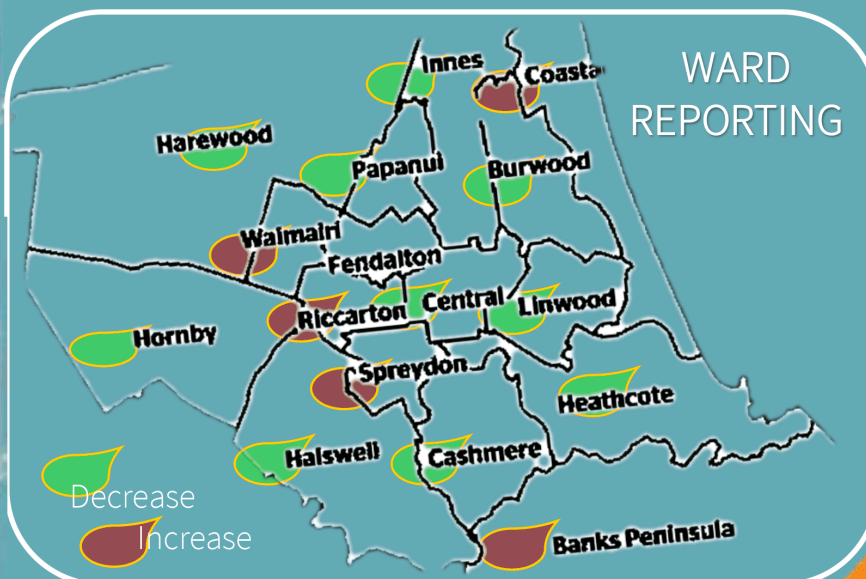 WARD
REPORTING
Innes
Coasta
Harewood
Papanui
Burwood
Waimairi
Fendalton
Riccarton
Central
Linwood
Hornby
Spreydon
Heathcote
Halswell
Cashmere
Banks Peninsula
Decrease
Increase